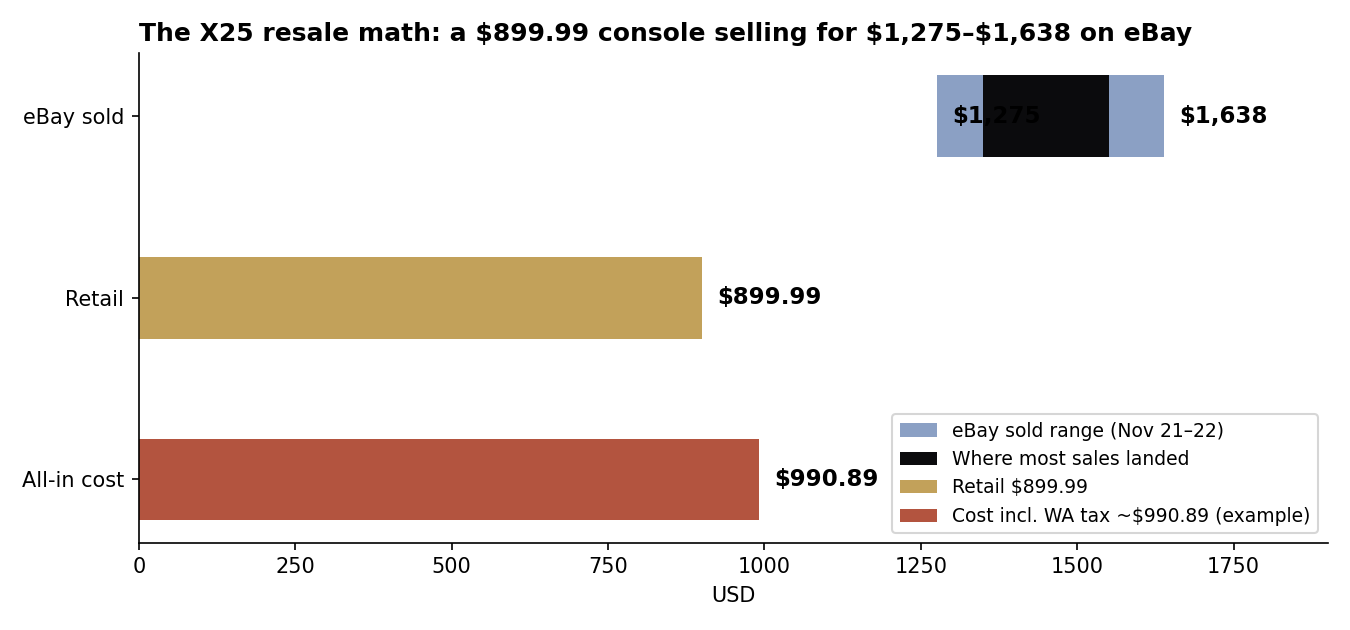 The X25 resale math: a $899.99 console selling for $1,275–$1,638 on eBay
eBay sold
$1,275
$1,638
Retail
$899.99
All-in cost
$990.89
eBay sold range (Nov 21–22)
Where most sales landed
Retail $899.99
Cost incl. WA tax ~$990.89 (example)
0 250 500 750 1000 1250 1500 1750
USD